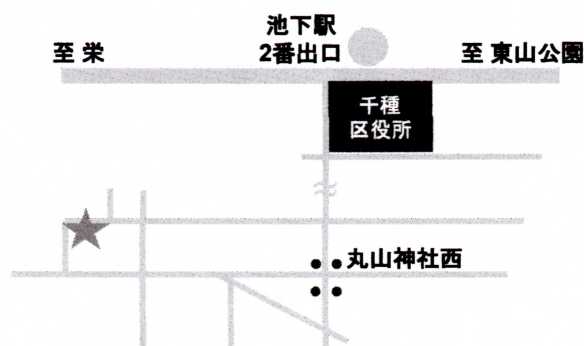 池下駅
2番出口
至 栄
至 東山公園
千種
区役所
丸山神社西